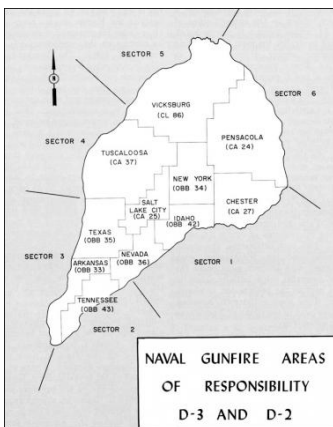 SECTOR 5
SECTOR 6
N
VICKSBURG
(CL 86)
PENSACOLA
(CA 24)
SECTOR 4
TUSCALOOSA
(CA 37)
NEW YORK
(OBB 34)
SALT
LAKE CITY
(CA 25)
CHESTER
(CA 27)
IDAHO
(OBB 42)
TEXAS
(OBB 35)
NEVADA
(OBB 36)
SECTOR 3
ARKANSAS
(OBB 33)
SECTOR 1
TENNESSEE
(OBB 43)
SECTOR 2
NAVAL GUNFIRE AREAS
OF RESPONSIBILITY
D-3 AND D-2